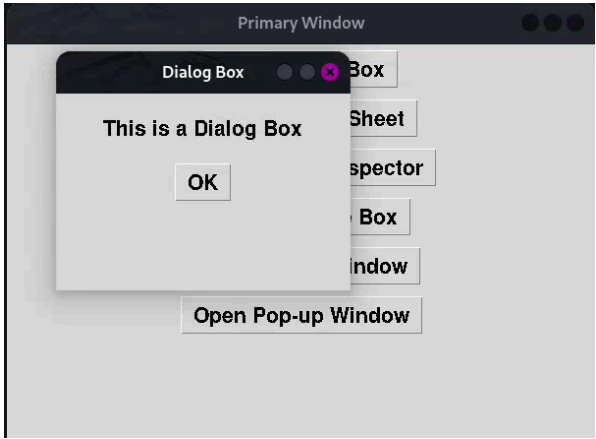 Primary Window
Dialog Box
Box
This is a Dialog Box
Sheet
OK
spector
Box
indow
Open Pop-up Window